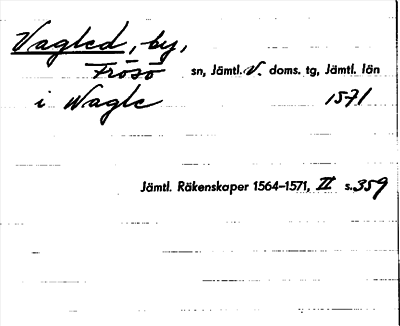 Vagled, by,
Frösö sn, Jämtl. V. doms. tg, Jämtl. län
i Wagle 1571
Jämtl. Räkenskaper 1564–1571, II s. 359